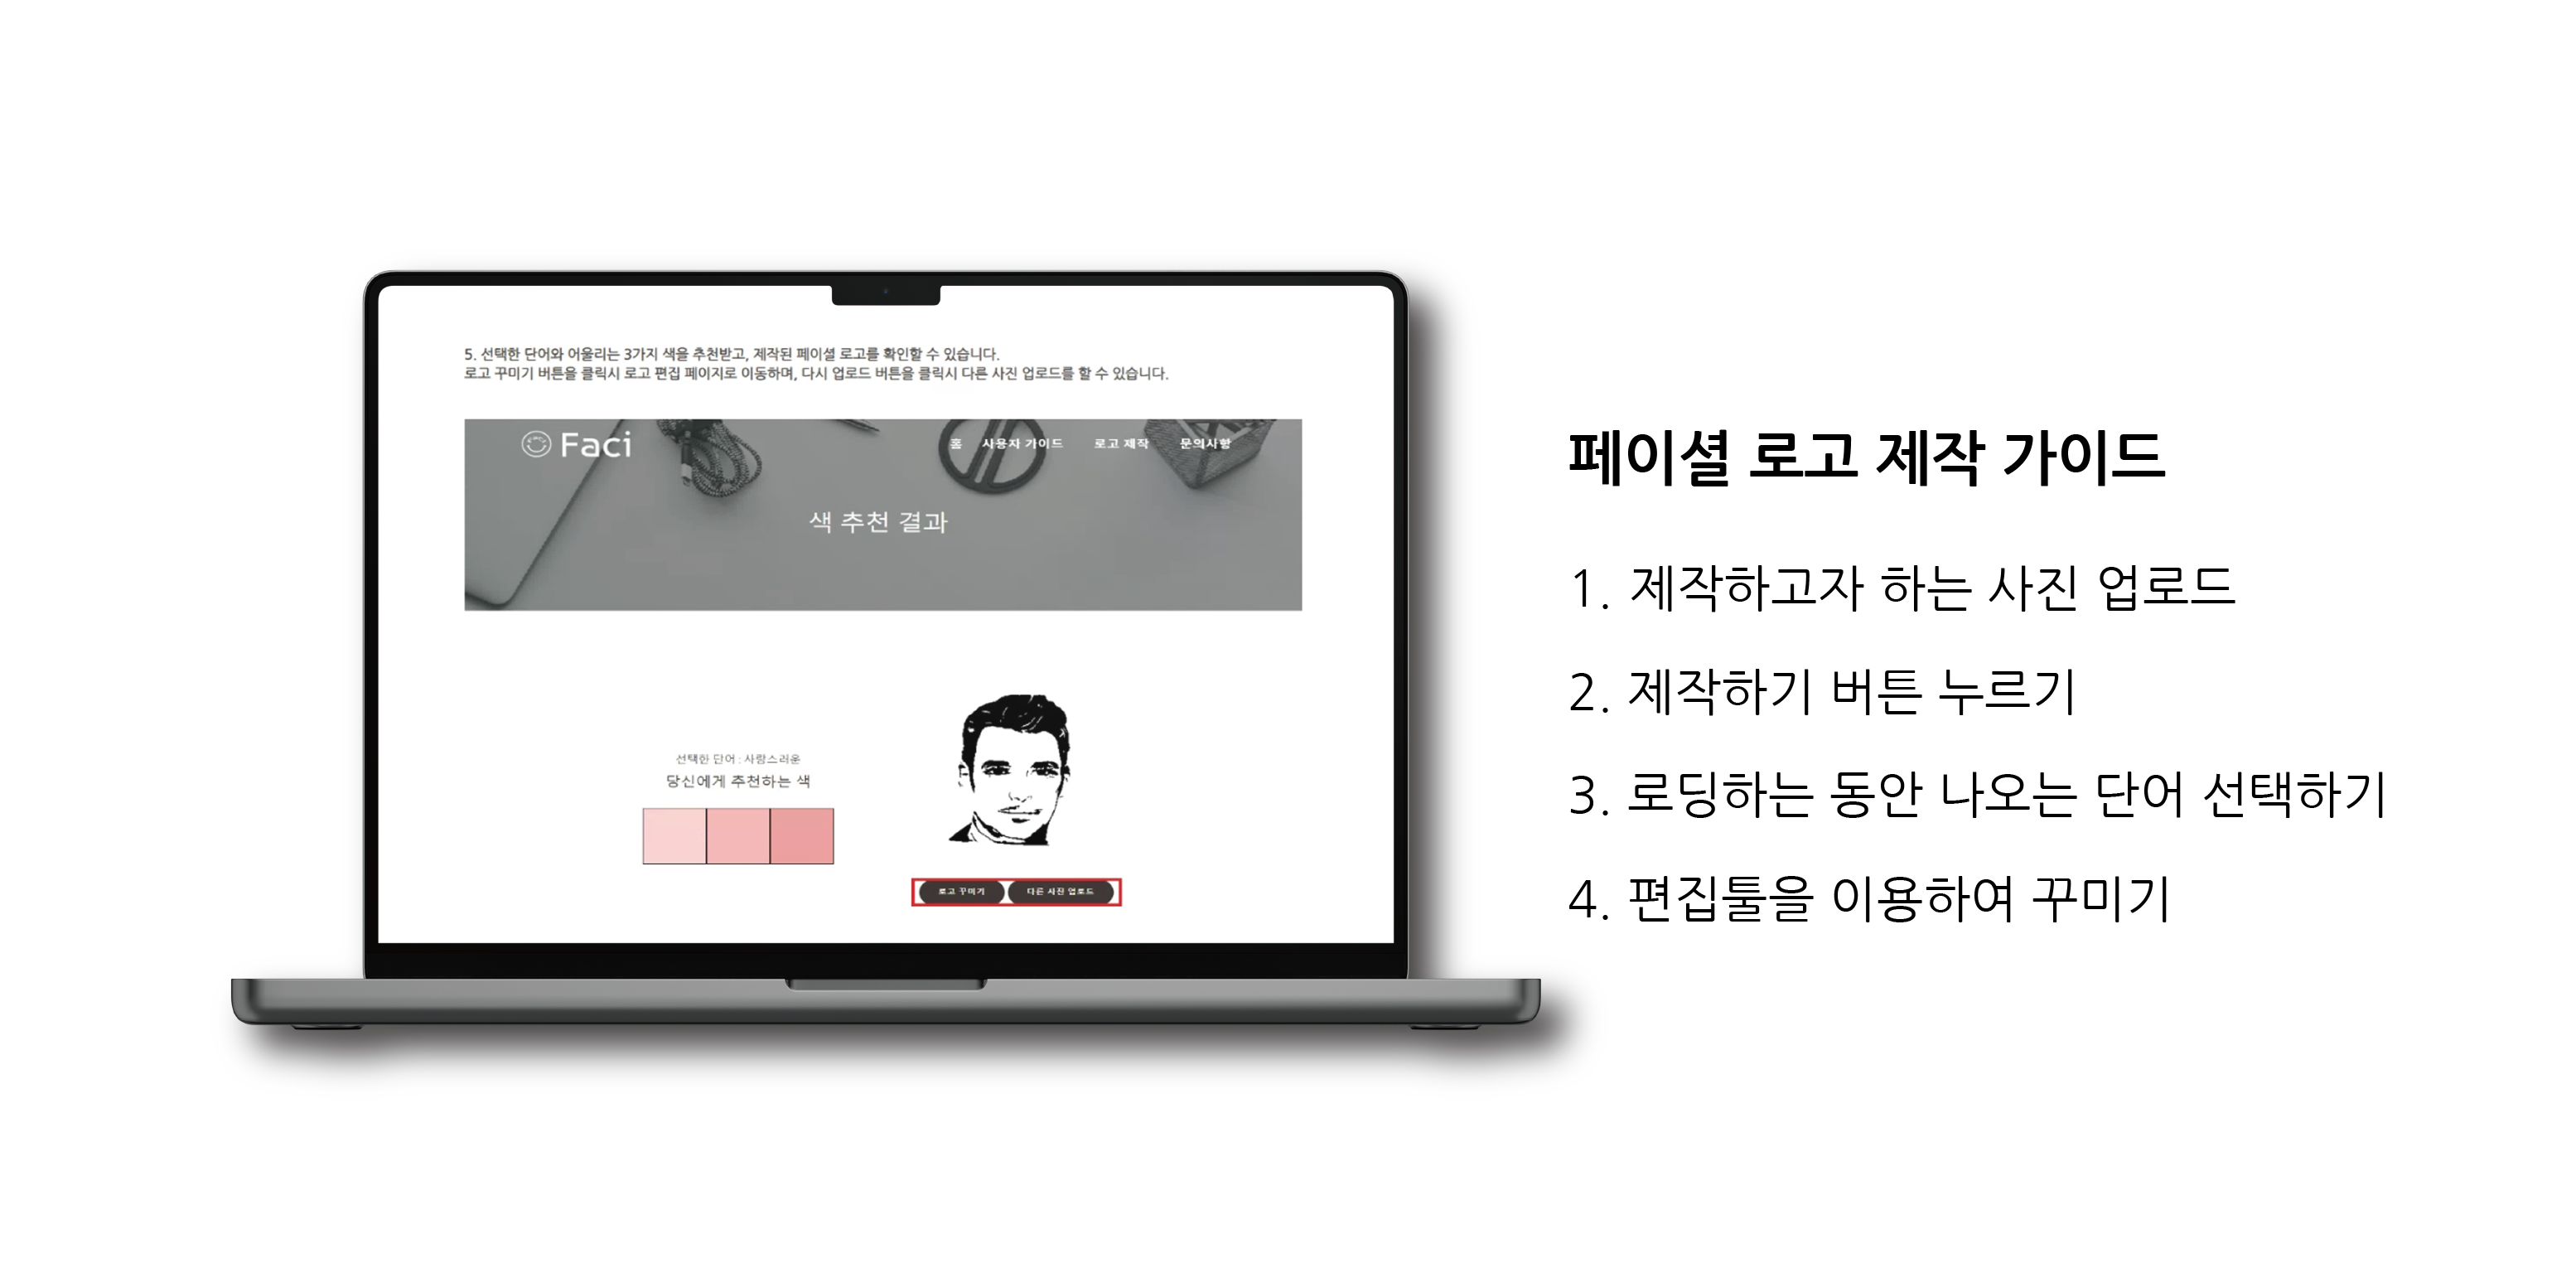 5. 선택한 단어와 어울리는 3가지 색을 추천받고, 제작된 페이셜 로고를 확인할 수 있습니다.
로고 꾸미기 버튼을 클릭시 로고 편집 페이지로 이동하며, 다시 업로드 버튼을 클릭시 다른 사진 업로드를 할 수 있습니다.
Faci
홈 사용자 가이드 로고 제작 문의사항
색 추천 결과
선택한 단어 : 사랑스러운
당신에게 추천하는 색
로고 꾸미기 다른 사진 업로드
페이셜 로고 제작 가이드
1. 제작하고자 하는 사진 업로드
2. 제작하기 버튼 누르기
3. 로딩하는 동안 나오는 단어 선택하기
4. 편집툴을 이용하여 꾸미기